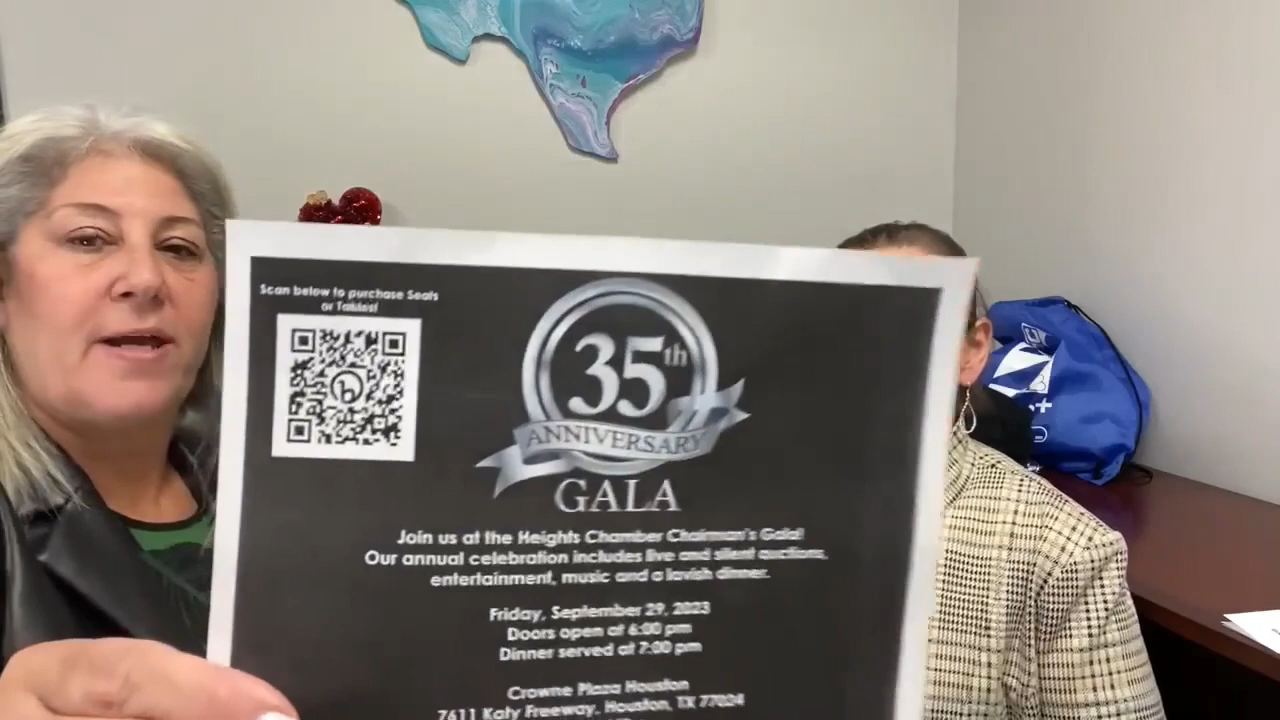 Scan below to purchase Seats
or Tables!
35th
ANNIVERSARY
GALA
Join us at the Heights Chamber Chairman's Gala!
Our annual celebration includes live and silent auctions,
entertainment, music and a lavish dinner.
Friday, September 29, 2023
Doors open at 6:00 pm
Dinner served at 7:00 pm
Crowne Plaza Houston
7611 Katy Freeway, Houston, TX 77024